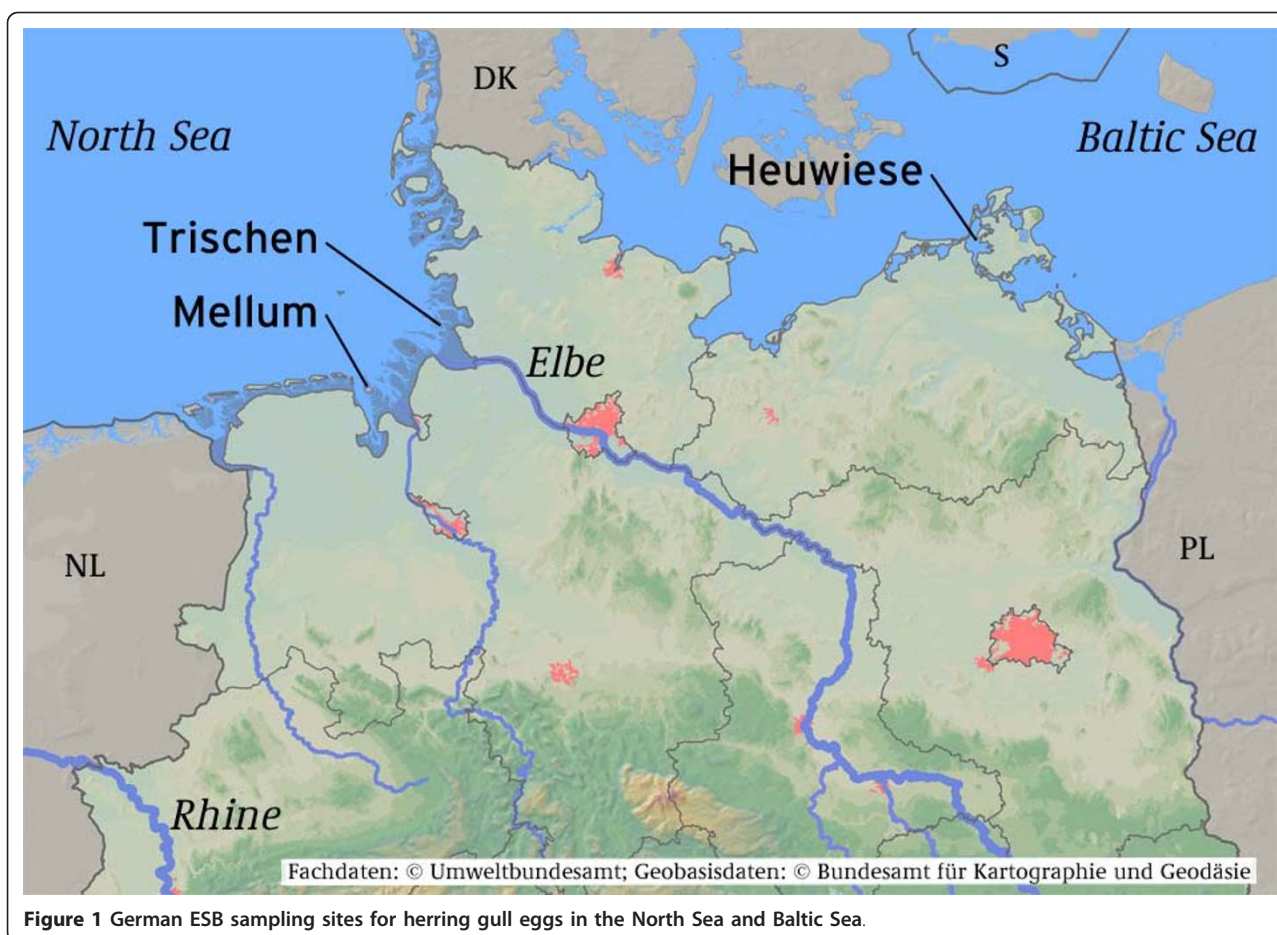 DK
S
North Sea
Baltic Sea
Heuwiese
Trischen
Mellum
Elbe
NL
PL
Rhine
Fachdaten: © Umweltbundesamt; Geobasisdaten: © Bundesamt für Kartographie und Geodäsie
Figure 1 German ESB sampling sites for herring gull eggs in the North Sea and Baltic Sea.